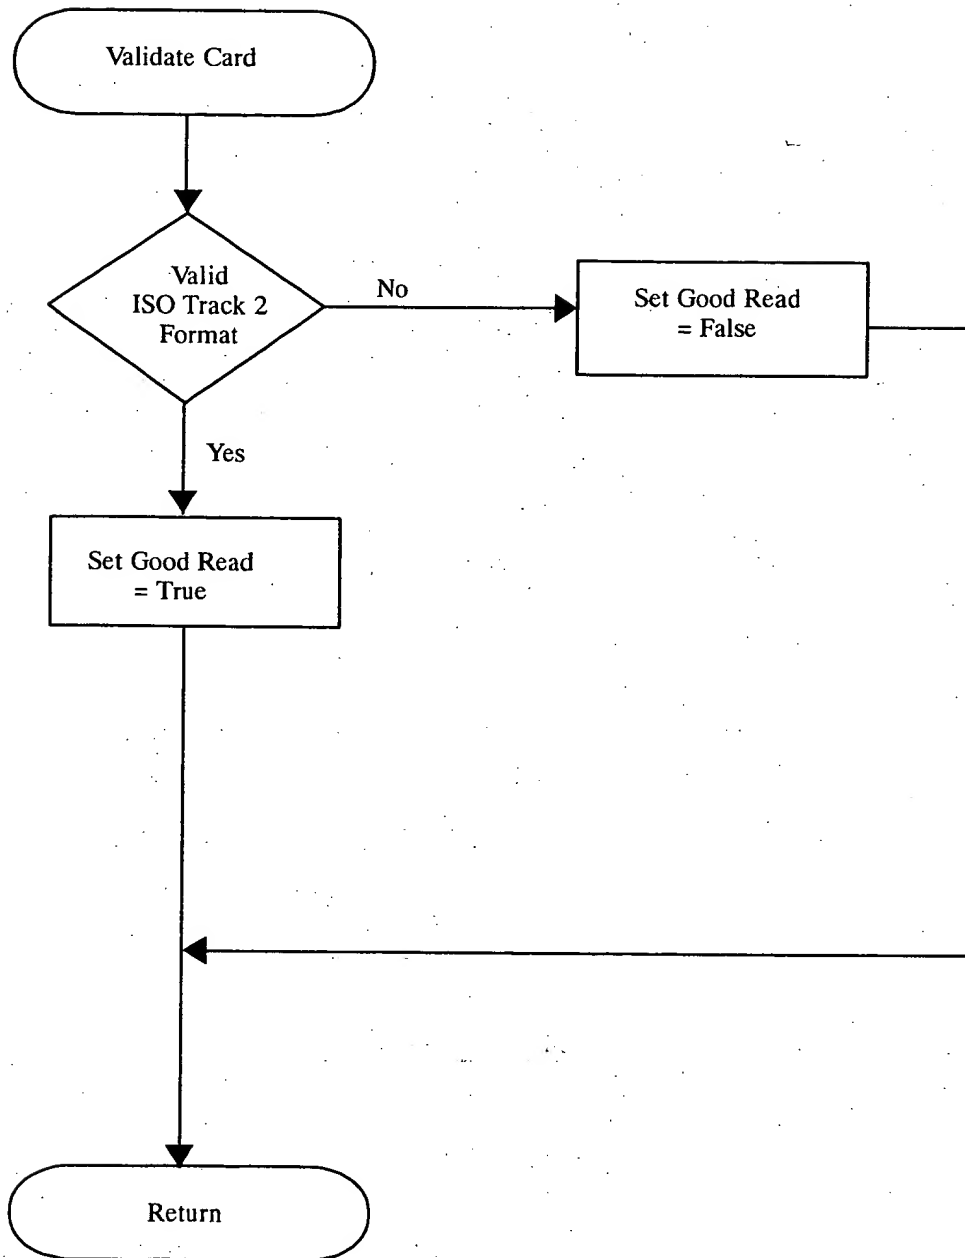 Validate Card
Valid
ISO Track 2
Format
No
Set Good Read
= False
Yes
Set Good Read
= True
Return